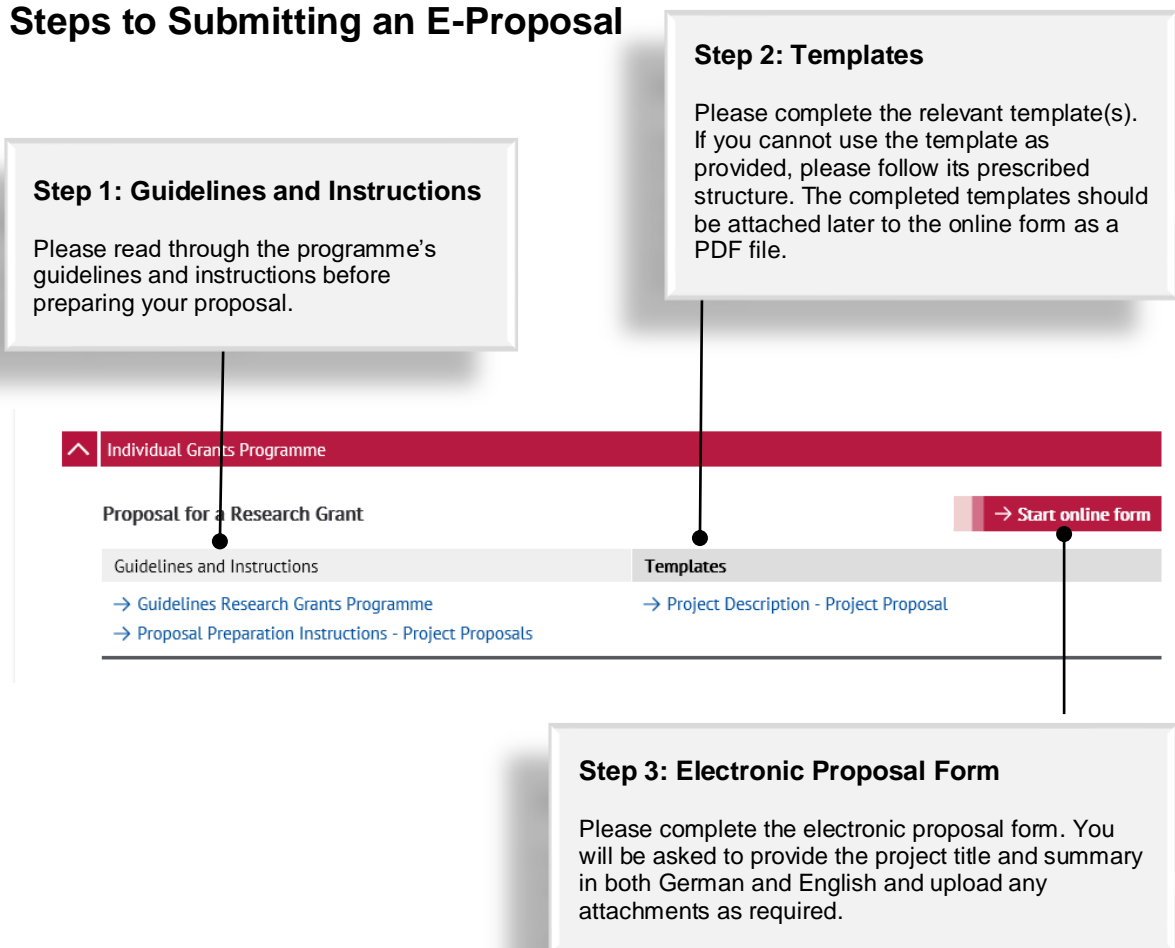 Steps to Submitting an E-Proposal
Step 2: Templates
Please complete the relevant template(s).
If you cannot use the template as
provided, please follow its prescribed
structure. The completed templates should
be attached later to the online form as a
PDF file.
Step 1: Guidelines and Instructions
Please read through the programme’s
guidelines and instructions before
preparing your proposal.
Individual Grants Programme
Proposal for a Research Grant
→ Start online form
Guidelines and Instructions
Templates
→ Guidelines Research Grants Programme
→ Project Description - Project Proposal
→ Proposal Preparation Instructions - Project Proposals
Step 3: Electronic Proposal Form
Please complete the electronic proposal form. You
will be asked to provide the project title and summary
in both German and English and upload any
attachments as required.